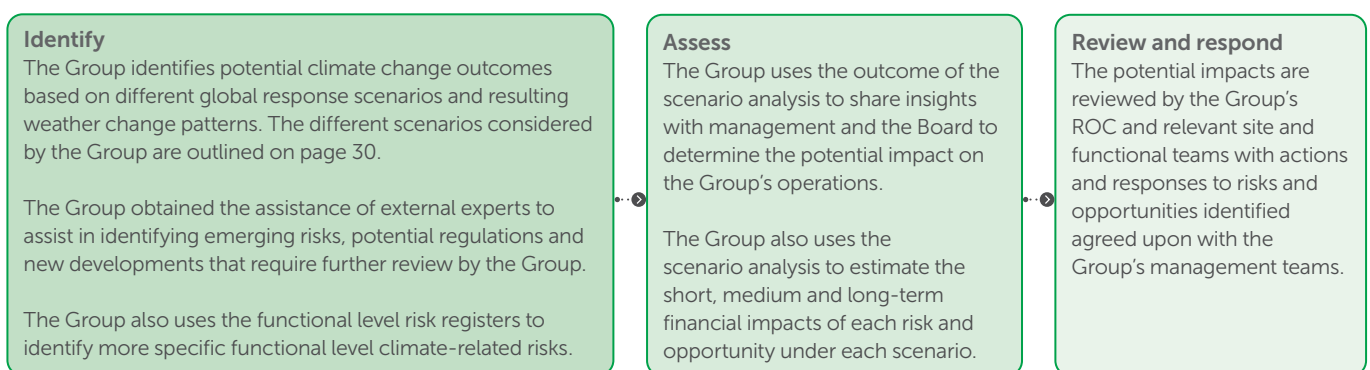 Identify
The Group identifies potential climate change outcomes
based on different global response scenarios and resulting
weather change patterns. The different scenarios considered
by the Group are outlined on page 30.
The Group obtained the assistance of external experts to
assist in identifying emerging risks, potential regulations and
new developments that require further review by the Group.
The Group also uses the functional level risk registers to
identify more specific functional level climate-related risks.
Assess
The Group uses the outcome of the
scenario analysis to share insights
with management and the Board to
determine the potential impact on
the Group's operations.
The Group also uses the
scenario analysis to estimate the
short, medium and long-term
financial impacts of each risk and
opportunity under each scenario.
Review and respond
The potential impacts are
reviewed by the Group's
ROC and relevant site and
functional teams with actions
and responses to risks and
opportunities identified
agreed upon with the
Group's management teams.